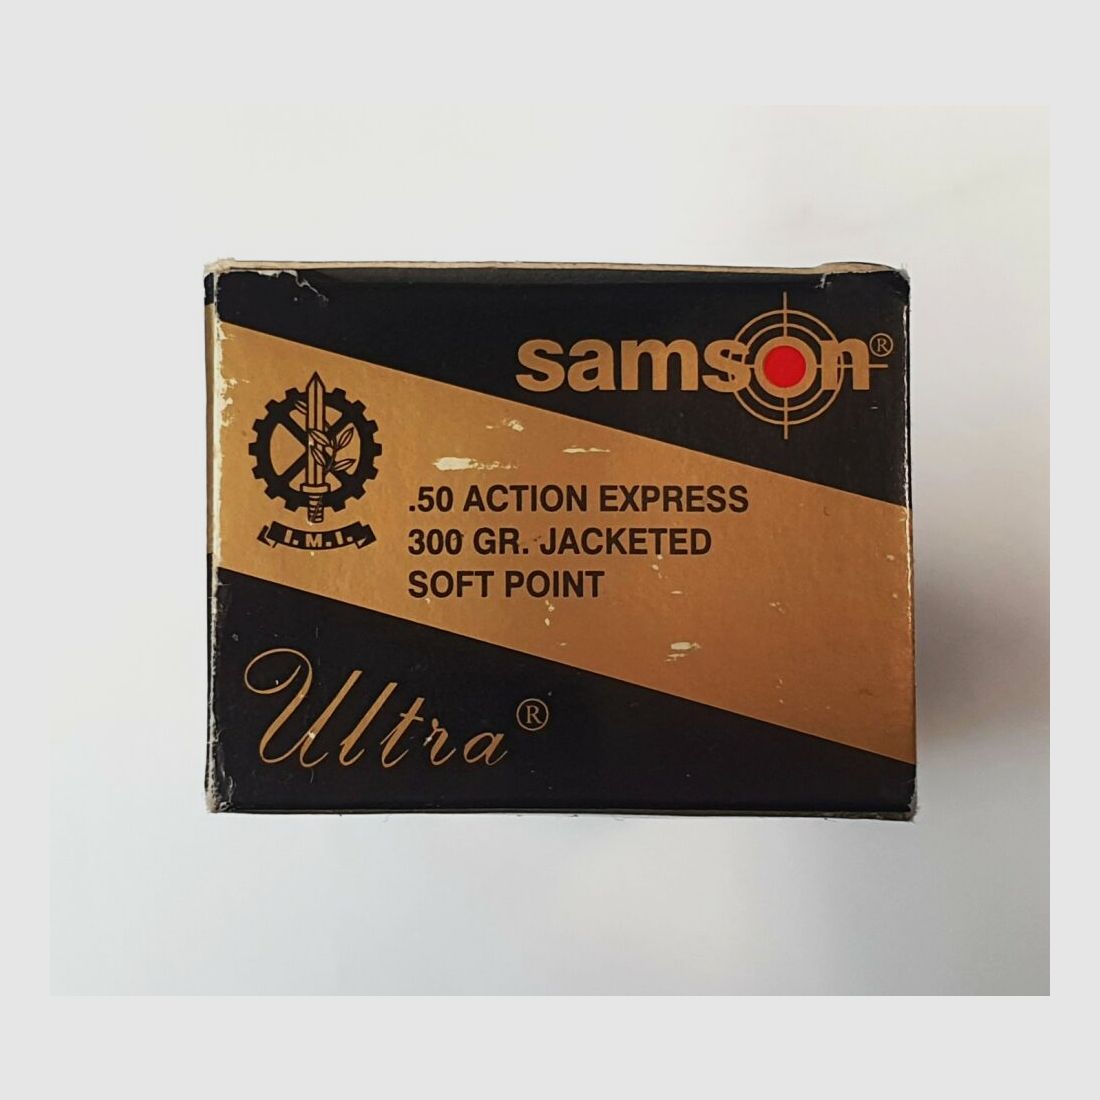 samson®
I.M.I.
.50 ACTION EXPRESS
300 GR. JACKETED
SOFT POINT
Ultra®